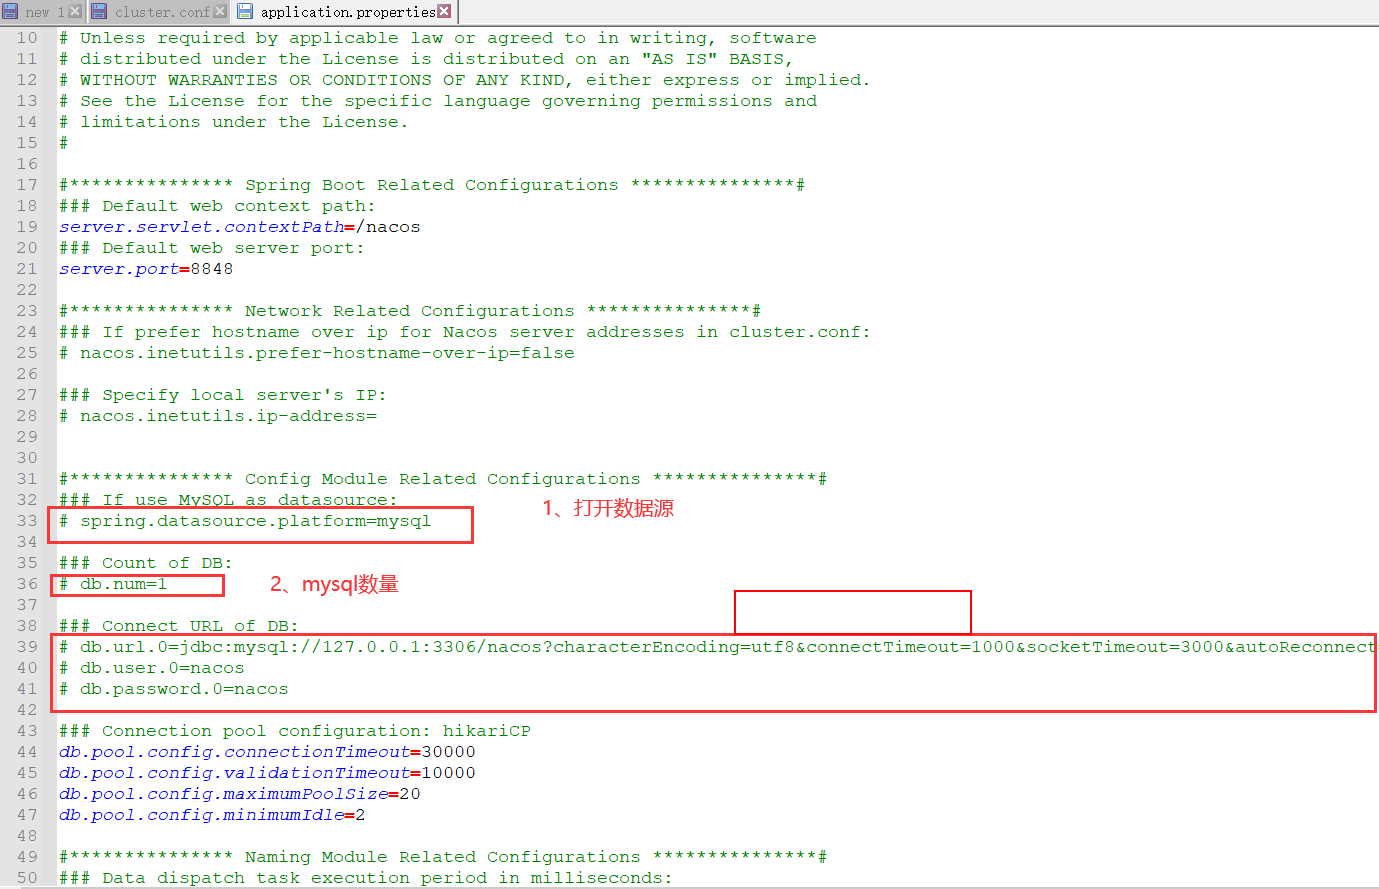 new 1 cluster.conf application.properties
10 # Unless required by applicable law or agreed to in writing, software
11 # distributed under the License is distributed on an "AS IS" BASIS,
12 # WITHOUT WARRANTIES OR CONDITIONS OF ANY KIND, either express or implied.
13 # See the License for the specific language governing permissions and
14 # limitations under the License.
15 #
16
17 #*************** Spring Boot Related Configurations ***************#
18 ### Default web context path:
19 server.servlet.contextPath=/nacos
20 ### Default web server port:
21 server.port=8848
22
23 #*************** Network Related Configurations ***************#
24 ### If prefer hostname over ip for Nacos server addresses in cluster.conf:
25 # nacos.inetutils.prefer-hostname-over-ip=false
26
27 ### Specify local server's IP:
28 # nacos.inetutils.ip-address=
29
30
31 #*************** Config Module Related Configurations ***************#
32 ### If use MySQL as datasource:
1、打开数据源
33 # spring.datasource.platform=mysql
34
35 ### Count of DB:
36 # db.num=1 2、mysql数量
37
38 ### Connect URL of DB:
39 # db.url.0=jdbc:mysql://127.0.0.1:3306/nacos?characterEncoding=utf8&connectTimeout=1000&socketTimeout=3000&autoReconnect
40 # db.user.0=nacos
41 # db.password.0=nacos
42
43 ### Connection pool configuration: hikariCP
44 db.pool.config.connectionTimeout=30000
45 db.pool.config.validationTimeout=10000
46 db.pool.config.maximumPoolSize=20
47 db.pool.config.minimumIdle=2
48
49 #*************** Naming Module Related Configurations ***************#
50 ### Data dispatch task execution period in milliseconds: